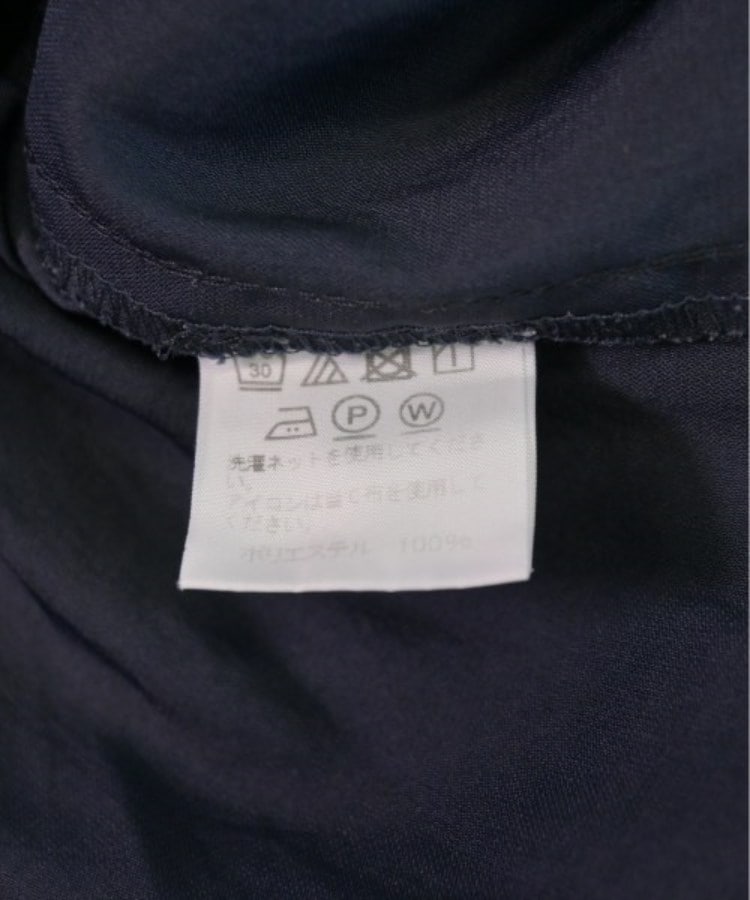 30
P W
洗濯ネットを使用してくださ
い。
アイロンは当て布を使用して
ください。
ポリエステル 100%